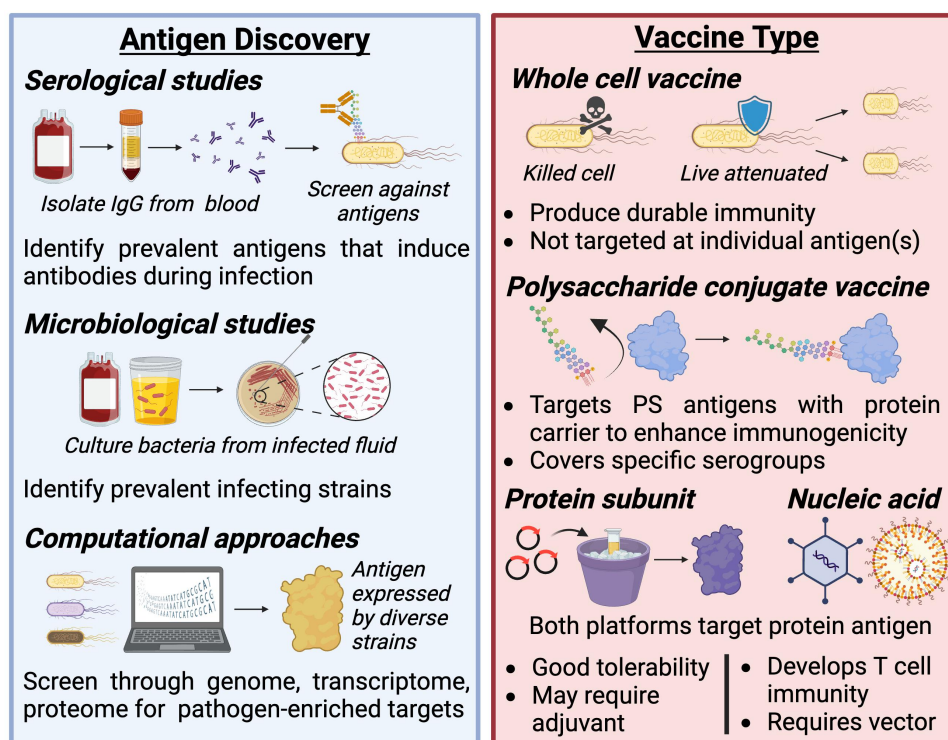 Antigen Discovery
Serological studies
Isolate IgG from blood
Screen against
antigens
Identify prevalent antigens that induce
antibodies during infection
Microbiological studies
Culture bacteria from infected fluid
Identify prevalent infecting strains
Computational approaches
Antigen
expressed
by diverse
strains
Screen through genome, transcriptome,
proteome for pathogen-enriched targets
Vaccine Type
Whole cell vaccine
Killed cell
Live attenuated
• Produce durable immunity
• Not targeted at individual antigen(s)
Polysaccharide conjugate vaccine
• Targets PS antigens with protein
carrier to enhance immunogenicity
• Covers specific serogroups
Protein subunit
Nucleic acid
Both platforms target protein antigen
• Good tolerability
• May require
adjuvant
• Develops T cell
immunity
• Requires vector